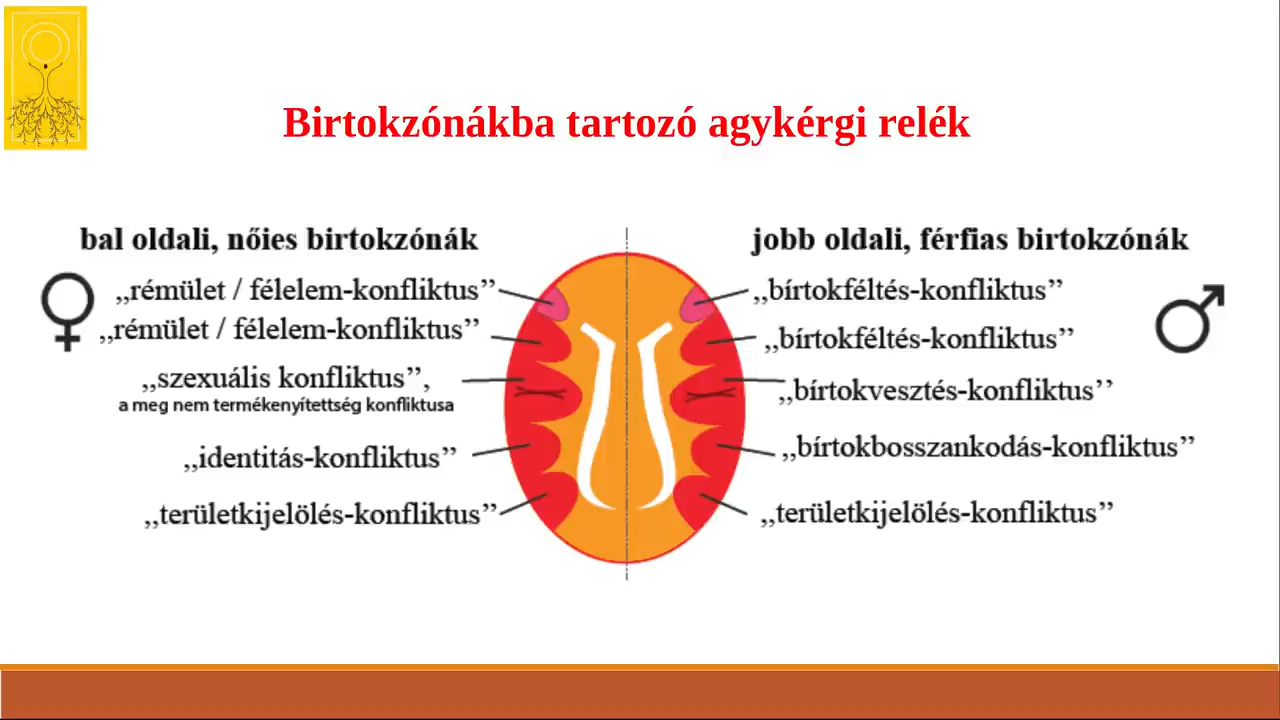 Birtokzónákba tartozó agykérgi relék
bal oldali, nőies birtokzónák
,,rémület / félelem-konfliktus”
,,rémület / félelem-konfliktus”
,,szexuális konfliktus”,
a meg nem termékenyítettség konfliktusa
,,identitás-konfliktus”
,,területkijelölés-konfliktus”
jobb oldali, férfias birtokzónák
,,bírtokféltés-konfliktus”
,,bírtokféltés-konfliktus”
,,bírtokvesztés-konfliktus’’
,,bírtokbosszankodás-konfliktus”
,,területkijelölés-konfliktus”